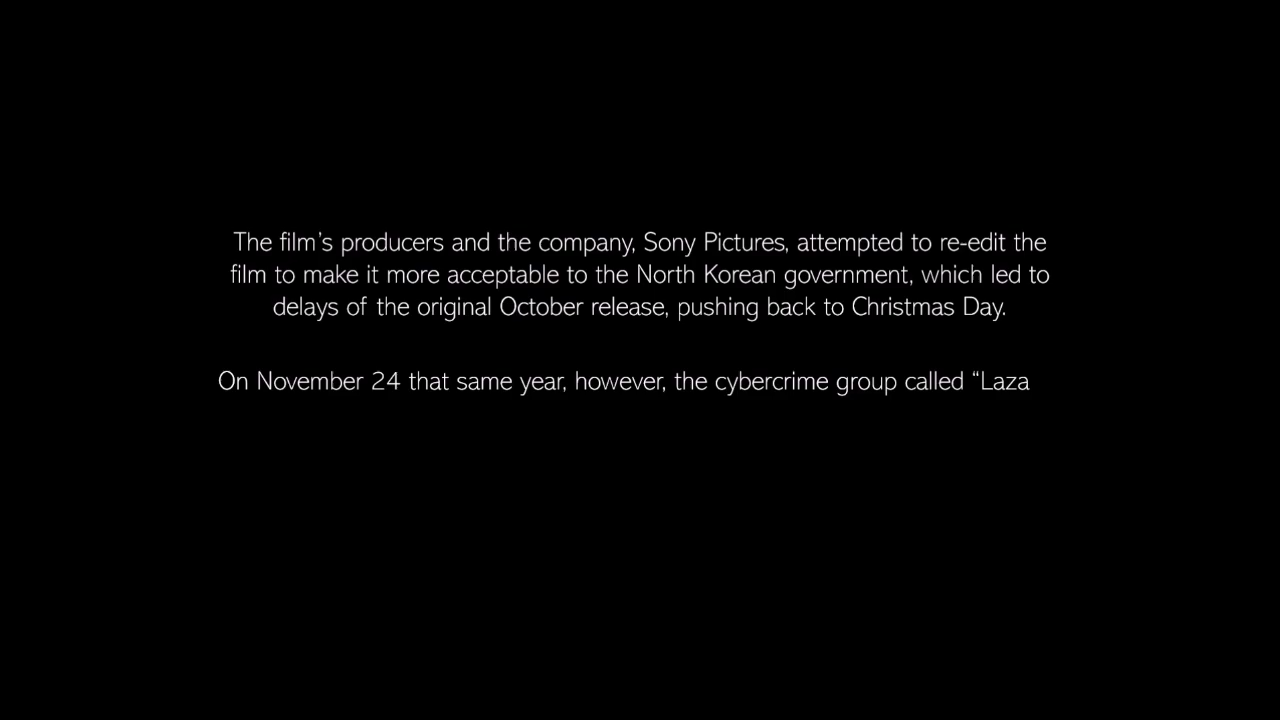 The film’s producers and the company, Sony Pictures, attempted to re-edit the
film to make it more acceptable to the North Korean government, which led to
delays of the original October release, pushing back to Christmas Day.
On November 24 that same year, however, the cybercrime group called “Laza